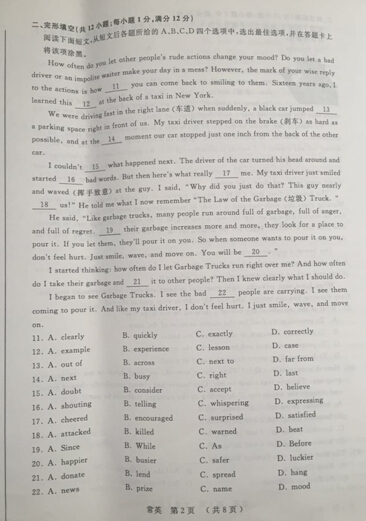 二、完形填空(共12小题;每小题1分,满分12分)
阅读下面短文,从短文后各题所给的A、B、C、D四个选项中,选出最佳选项,并在答题卡上
将该项涂黑。
How often do you let other people's rude actions change your mood? Do you let a bad
driver or an impolite waiter make your day in a mess? However, the mark of your wise reply
to the actions is how 11 you can come back to smiling to them. Sixteen years ago, I
learned this 12 at the back of a taxi in New York.
We were driving fast in the right lane (车道) when suddenly, a black car jumped 13
a parking space right in front of us. My taxi driver stepped on the brake (刹车) as hard as
possible, and at the 14 moment our car stopped just one inch from the back of the other
car.
I couldn't 15 what happened next. The driver of the car turned his head around and
started 16 bad words. But then here's what really 17 me. My taxi driver just smiled
and waved (挥手致意) at the guy. I said, "Why did you just do that? This guy nearly
18 us!" He told me what I now remember "The Law of the Garbage (垃圾) Truck. "
He said, "Like garbage trucks, many people run around full of garbage, full of anger,
and full of regret. 19 their garbage increases more and more, they look for a place to
pour it. If you let them, they'll pour it on you. So when someone wants to pour it on you,
don't feel hurt. Just smile, wave, and move on. You will be 20 . "
I started thinking: how often do I let Garbage Trucks run right over me? And how often
do I take their garbage and 21 it to other people? Then I knew clearly what I should do.
I began to see Garbage Trucks. I see the bad 22 people are carrying. I see them
coming to pour it. And like my taxi driver, I don't feel hurt. I just smile, wave, and move
on.
11. A. clearly B. quickly C. exactly D. correctly
12. A. example B. experience C. lesson D. case
13. A. out of B. across C. next to D. far from
14. A. next B. busy C. right D. last
15. A. doubt B. consider C. accept D. believe
16. A. shouting B. telling C. whispering D. expressing
17. A. cheered B. encouraged C. surprised D. satisfied
18. A. attacked B. killed C. warned D. beat
19. A. Since B. While C. As D. Before
20. A. happier B. busier C. safer D. luckier
21. A. donate B. lend C. spread D. hang
22. A. news B. prize C. name D. mood
常英 第2页 (共8页)